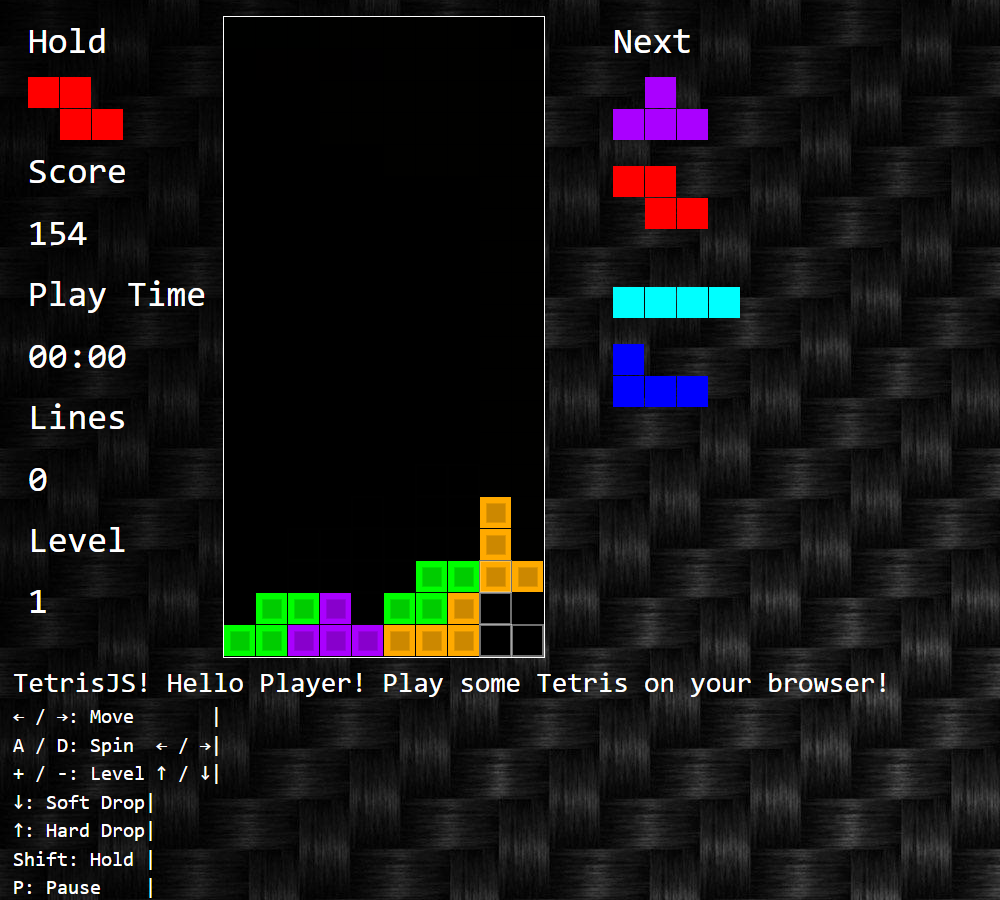 Hold
Next
Score
154
Play Time
00:00
Lines
0
Level
1
TetrisJS! Hello Player! Play some Tetris on your browser!
← / →: Move |
A / D: Spin ← / →|
+ / -: Level ↑ / ↓|
↓: Soft Drop|
↑: Hard Drop|
Shift: Hold |
P: Pause |